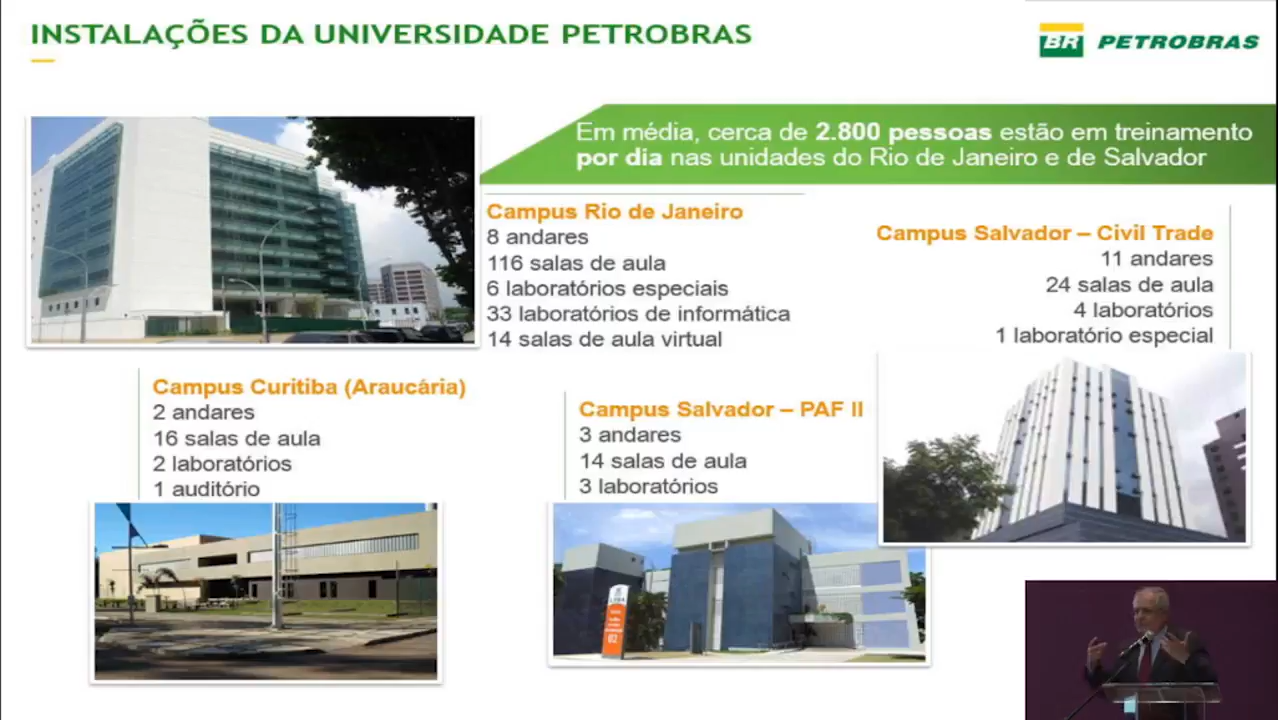 INSTALAÇÕES DA UNIVERSIDADE PETROBRAS
BR PETROBRAS
Em média, cerca de 2.800 pessoas estão em treinamento
por dia nas unidades do Rio de Janeiro e de Salvador
Campus Rio de Janeiro
8 andares
116 salas de aula
6 laboratórios especiais
33 laboratórios de informática
14 salas de aula virtual
Campus Salvador – Civil Trade
11 andares
24 salas de aula
4 laboratórios
1 laboratório especial
Campus Curitiba (Araucária)
2 andares
16 salas de aula
2 laboratórios
1 auditório
Campus Salvador – PAF II
3 andares
14 salas de aula
3 laboratórios
02